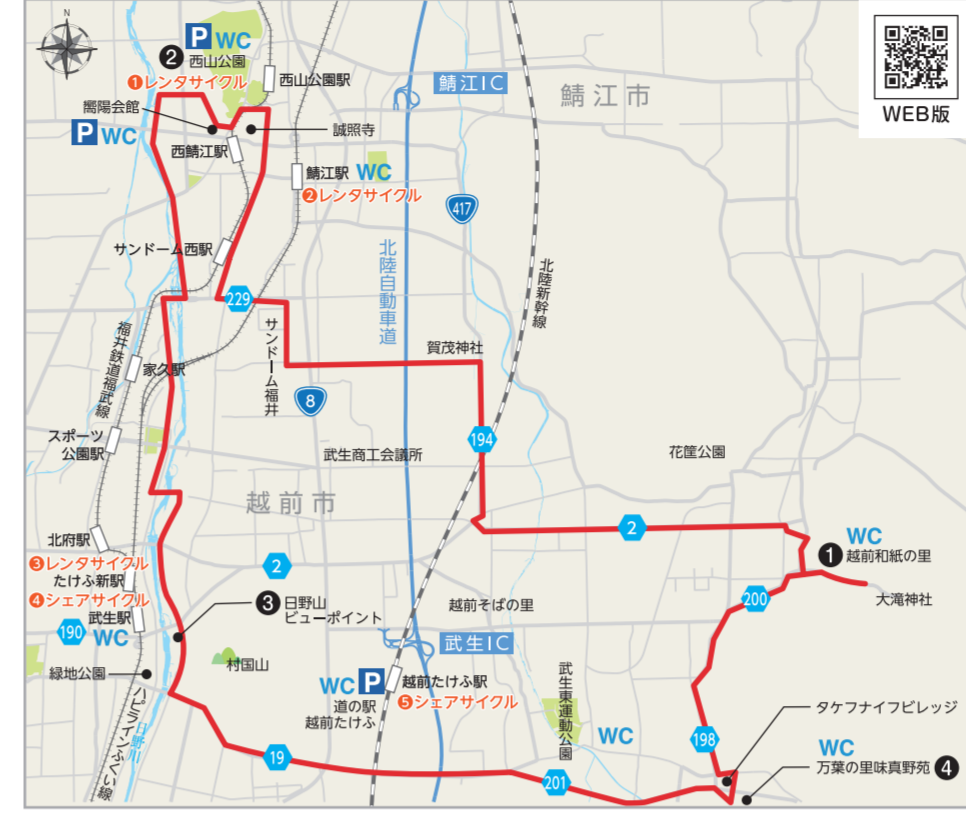 N
WEB版
P WC
❷
西山公園
❶レンタサイクル
西山公園駅
鯖江IC
鯖江市
嚮陽会館
P WC
誠照寺
西鯖江駅
鯖江駅 WC
❷レンタサイクル
417
サンドーム西駅
北陸自動車道
北陸新幹線
229
サンドーム福井
福井鉄道福武線
家久駅
賀茂神社
8
スポーツ
公園駅
武生商工会議所
194
花筐公園
越前市
2
北府駅
❸レンタサイクル
たけふ新駅
❹シェアサイクル
武生駅
190 WC
2
WC
❶ 越前和紙の里
大滝神社
200
❸ 日野山
ビューポイント
越前そばの里
武生IC
緑地公園
村国山
WC P
道の駅
越前たけふ
越前たけふ駅
❺シェアサイクル
武生東運動公園
WC
ハピラインふくい線
日野川
19
201
198
タケフナイフビレッジ
WC
万葉の里味真野苑 ❹